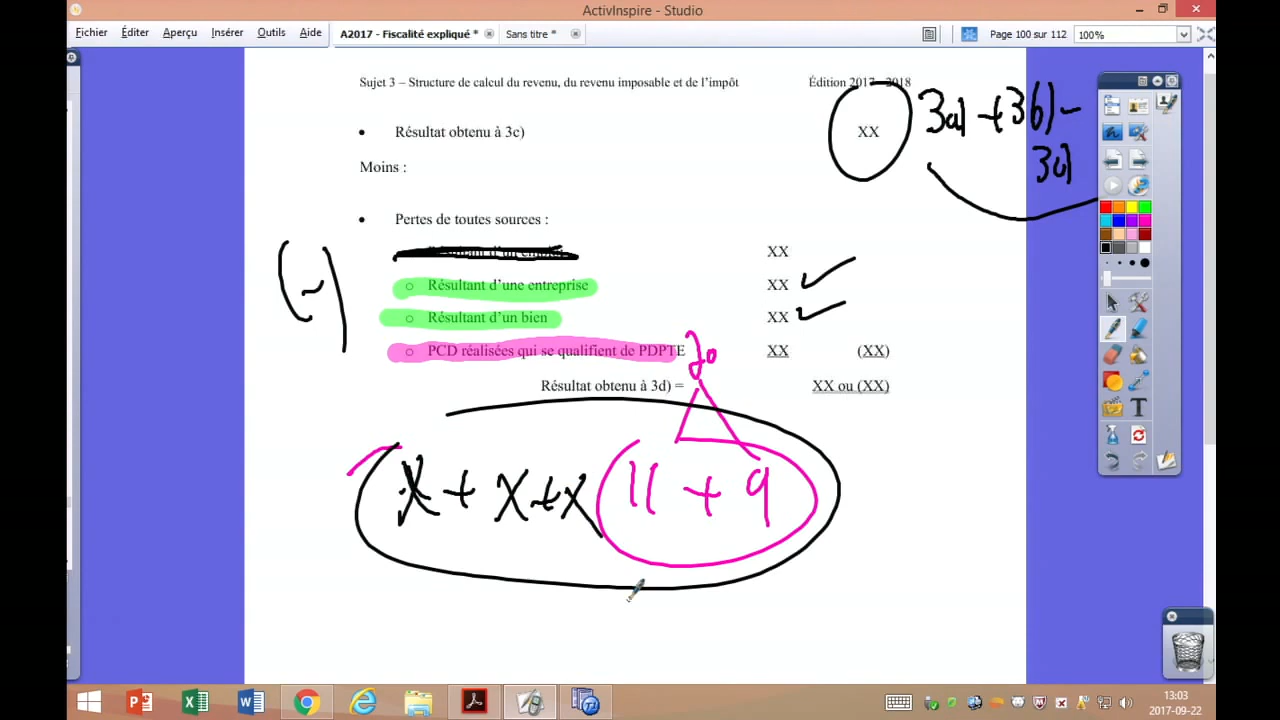 ActivInspire - Studio
Fichier Éditer Aperçu Insérer Outils Aide A2017 - Fiscalité expliqué * Sans titre * Page 100 sur 112 100%
Sujet 3 – Structure de calcul du revenu, du revenu imposable et de l'impôt Édition 2017 - 2018
• Résultat obtenu à 3c) XX 3a) + 3b) -
Moins :
• Pertes de toutes sources :
XX
(-)
○ Résultant d'une entreprise XX ✓
○ Résultant d'un bien XX ✓
○ PCD réalisées qui se qualifient de PDPTE XX (XX)
Résultat obtenu à 3d) = XX ou (XX)
X + X + X 11 + 9
T
13:03
2017-09-22